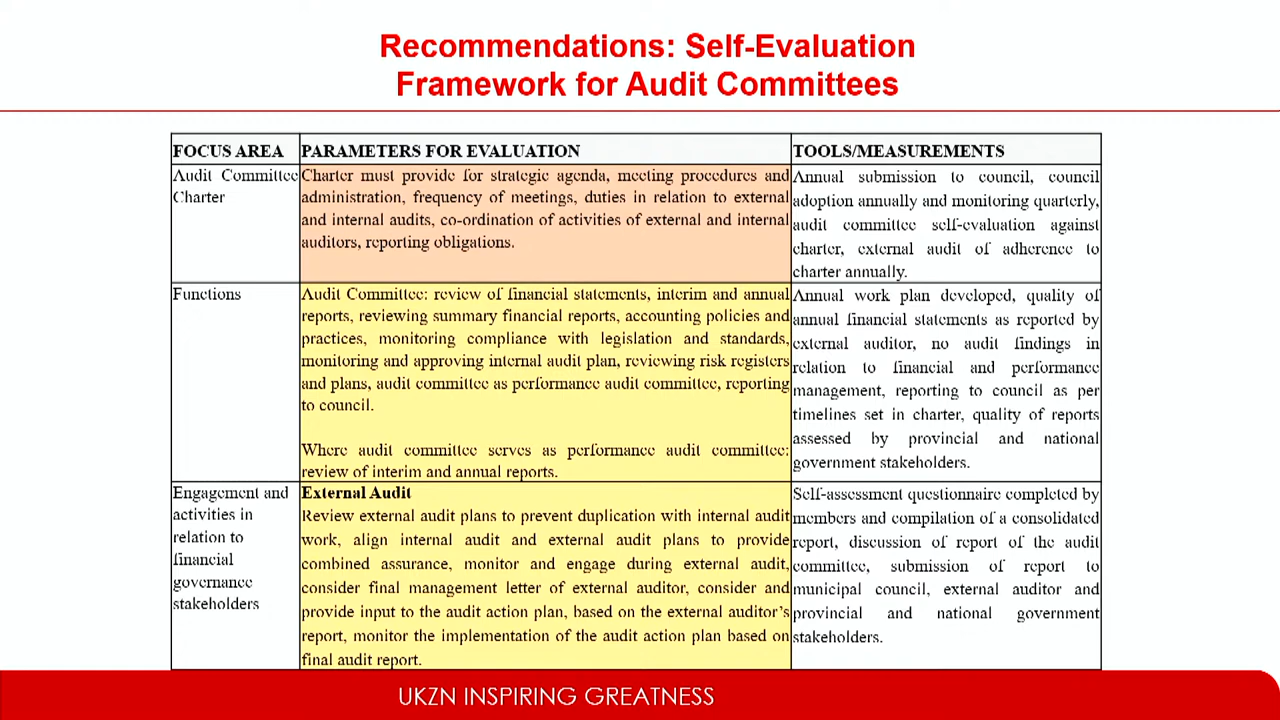 Recommendations: Self-Evaluation
Framework for Audit Committees
FOCUS AREA
PARAMETERS FOR EVALUATION
TOOLS/MEASUREMENTS
Audit Committee
Charter
Charter must provide for strategic agenda, meeting procedures and
administration, frequency of meetings, duties in relation to external
and internal audits, co-ordination of activities of external and internal
auditors, reporting obligations.
Annual submission to council, council
adoption annually and monitoring quarterly,
audit committee self-evaluation against
charter, external audit of adherence to
charter annually.
Functions
Audit Committee: review of financial statements, interim and annual
reports, reviewing summary financial reports, accounting policies and
practices, monitoring compliance with legislation and standards,
monitoring and approving internal audit plan, reviewing risk registers
and plans, audit committee as performance audit committee, reporting
to council.
Where audit committee serves as performance audit committee:
review of interim and annual reports.
Annual work plan developed, quality of
annual financial statements as reported by
external auditor, no audit findings in
relation to financial and performance
management, reporting to council as per
timelines set in charter, quality of reports
assessed by provincial and national
government stakeholders.
Engagement and
activities in
relation to
financial
governance
stakeholders
External Audit
Review external audit plans to prevent duplication with internal audit
work, align internal audit and external audit plans to provide
combined assurance, monitor and engage during external audit,
consider final management letter of external auditor, consider and
provide input to the audit action plan, based on the external auditor's
report, monitor the implementation of the audit action plan based on
final audit report.
Self-assessment questionnaire completed by
members and compilation of a consolidated
report, discussion of report of the audit
committee, submission of report to
municipal council, external auditor and
provincial and national government
stakeholders.
UKZN INSPIRING GREATNESS